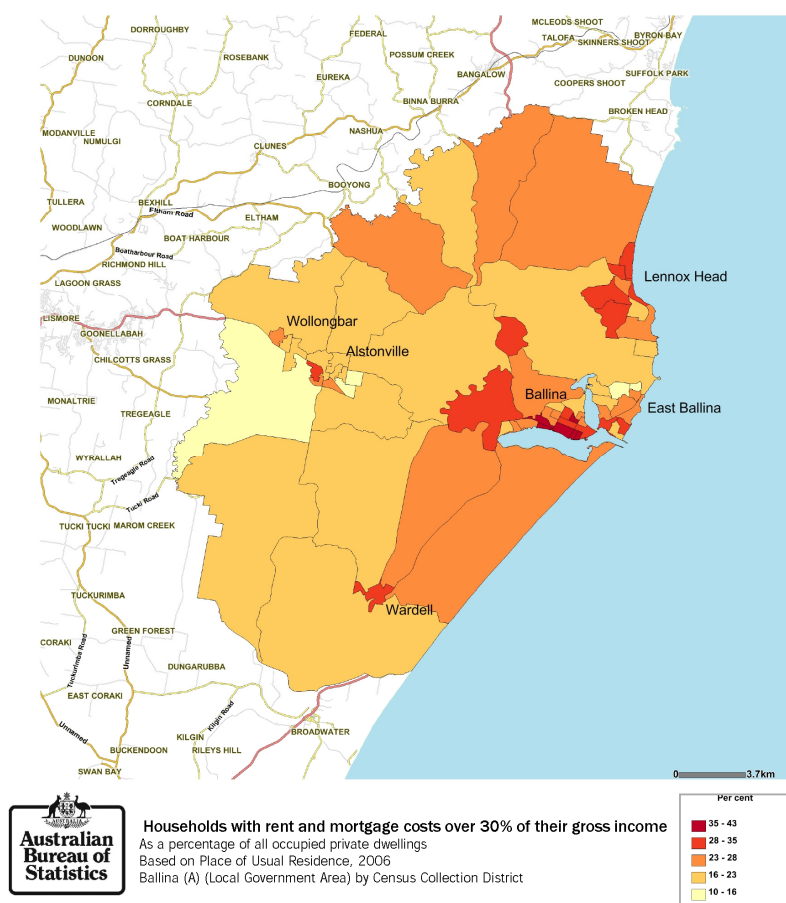 MCLEODS SHOOT
DORROUGHBY
FEDERAL
TALOFA
SKINNERS SHOOT
BYRON BAY
DUNOON
ROSEBANK
POSSUM CREEK
EUREKA
BANGALOW
SUFFOLK PARK
COOPERS SHOOT
CORNDALE
BINNA BURRA
BROKEN HEAD
MODANVILLE
NUMULGI
NASHUA
CLUNES
BOOYONG
TULLERA
BEXHILL
Eltham Road
ELTHAM
WOODLAWN
BOAT HARBOUR
Boatharbour Road
RICHMOND HILL
LAGOON GRASS
Lennox Head
LISMORE
GOONELLABAH
Wollongbar
CHILCOTTS GRASS
Alstonville
MONALTRIE
TREGEAGLE
Ballina
East Ballina
WYRALLAH
Tregeagle Road
Tucki Road
TUCKI TUCKI
MAROM CREEK
TUCKURIMBA
Wardell
GREEN FOREST
CORAKI
Tuckurimba Road
Unnamed
DUNGARUBBA
EAST CORAKI
Kilgin Road
Unnamed
BROADWATER
KILGIN
BUCKENDOON
RILEYS HILL
SWAN BAY
0
3.7km
AUSTRALIA
Australian
Bureau of
Statistics
Households with rent and mortgage costs over 30% of their gross income
As a percentage of all occupied private dwellings
Based on Place of Usual Residence, 2006
Ballina (A) (Local Government Area) by Census Collection District
Per cent
35 - 43
28 - 35
23 - 28
16 - 23
10 - 16